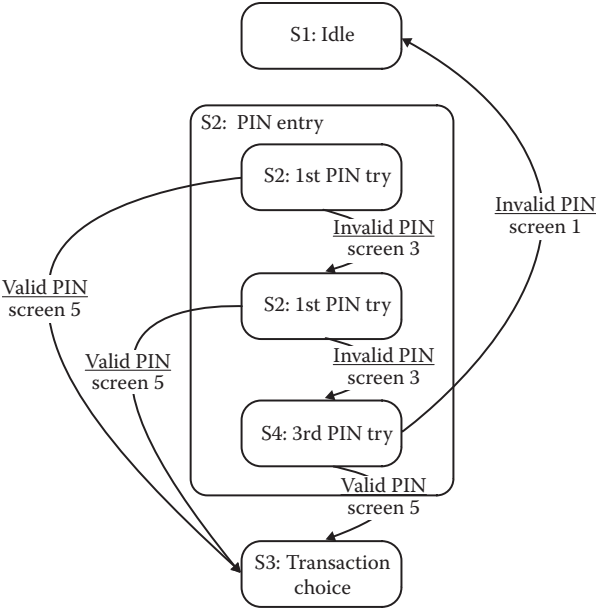 S1: Idle
S2: PIN entry
S2: 1st PIN try
Invalid PIN
screen 1
Invalid PIN
screen 3
Valid PIN
screen 5
S2: 1st PIN try
Valid PIN
screen 5
Invalid PIN
screen 3
S4: 3rd PIN try
Valid PIN
screen 5
S3: Transaction
choice